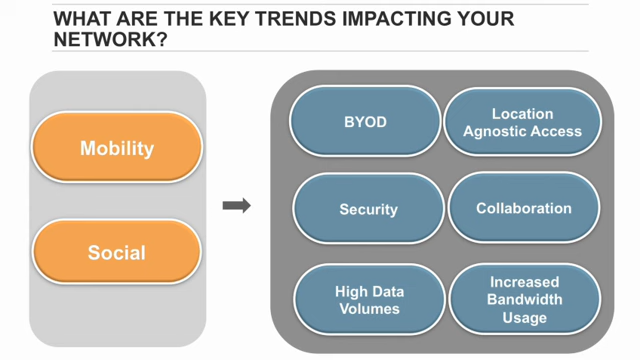 WHAT ARE THE KEY TRENDS IMPACTING YOUR
NETWORK?
Mobility
Social
BYOD
Location
Agnostic Access
Security
Collaboration
High Data
Volumes
Increased
Bandwidth
Usage